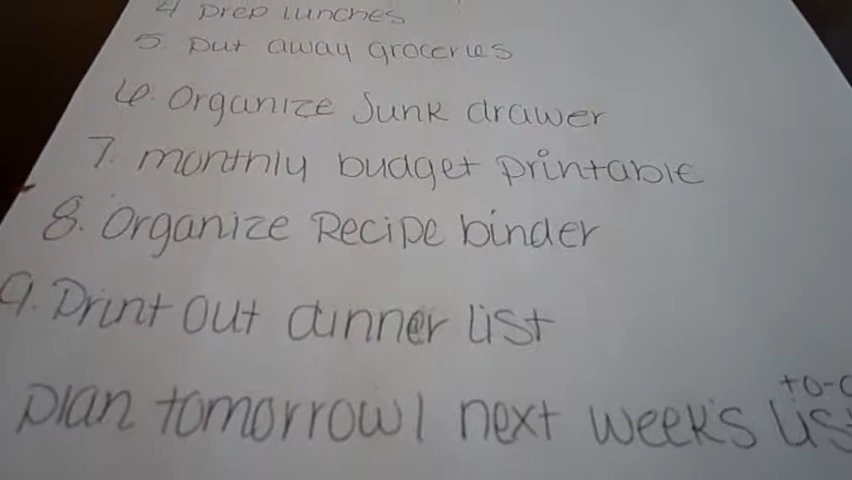 4 prep lunches
5. put away groceries
6. organize junk drawer
7. monthly budget printable
8. Organize Recipe binder
9. Print out dinner list
to-
plan tomorrow/ next week's